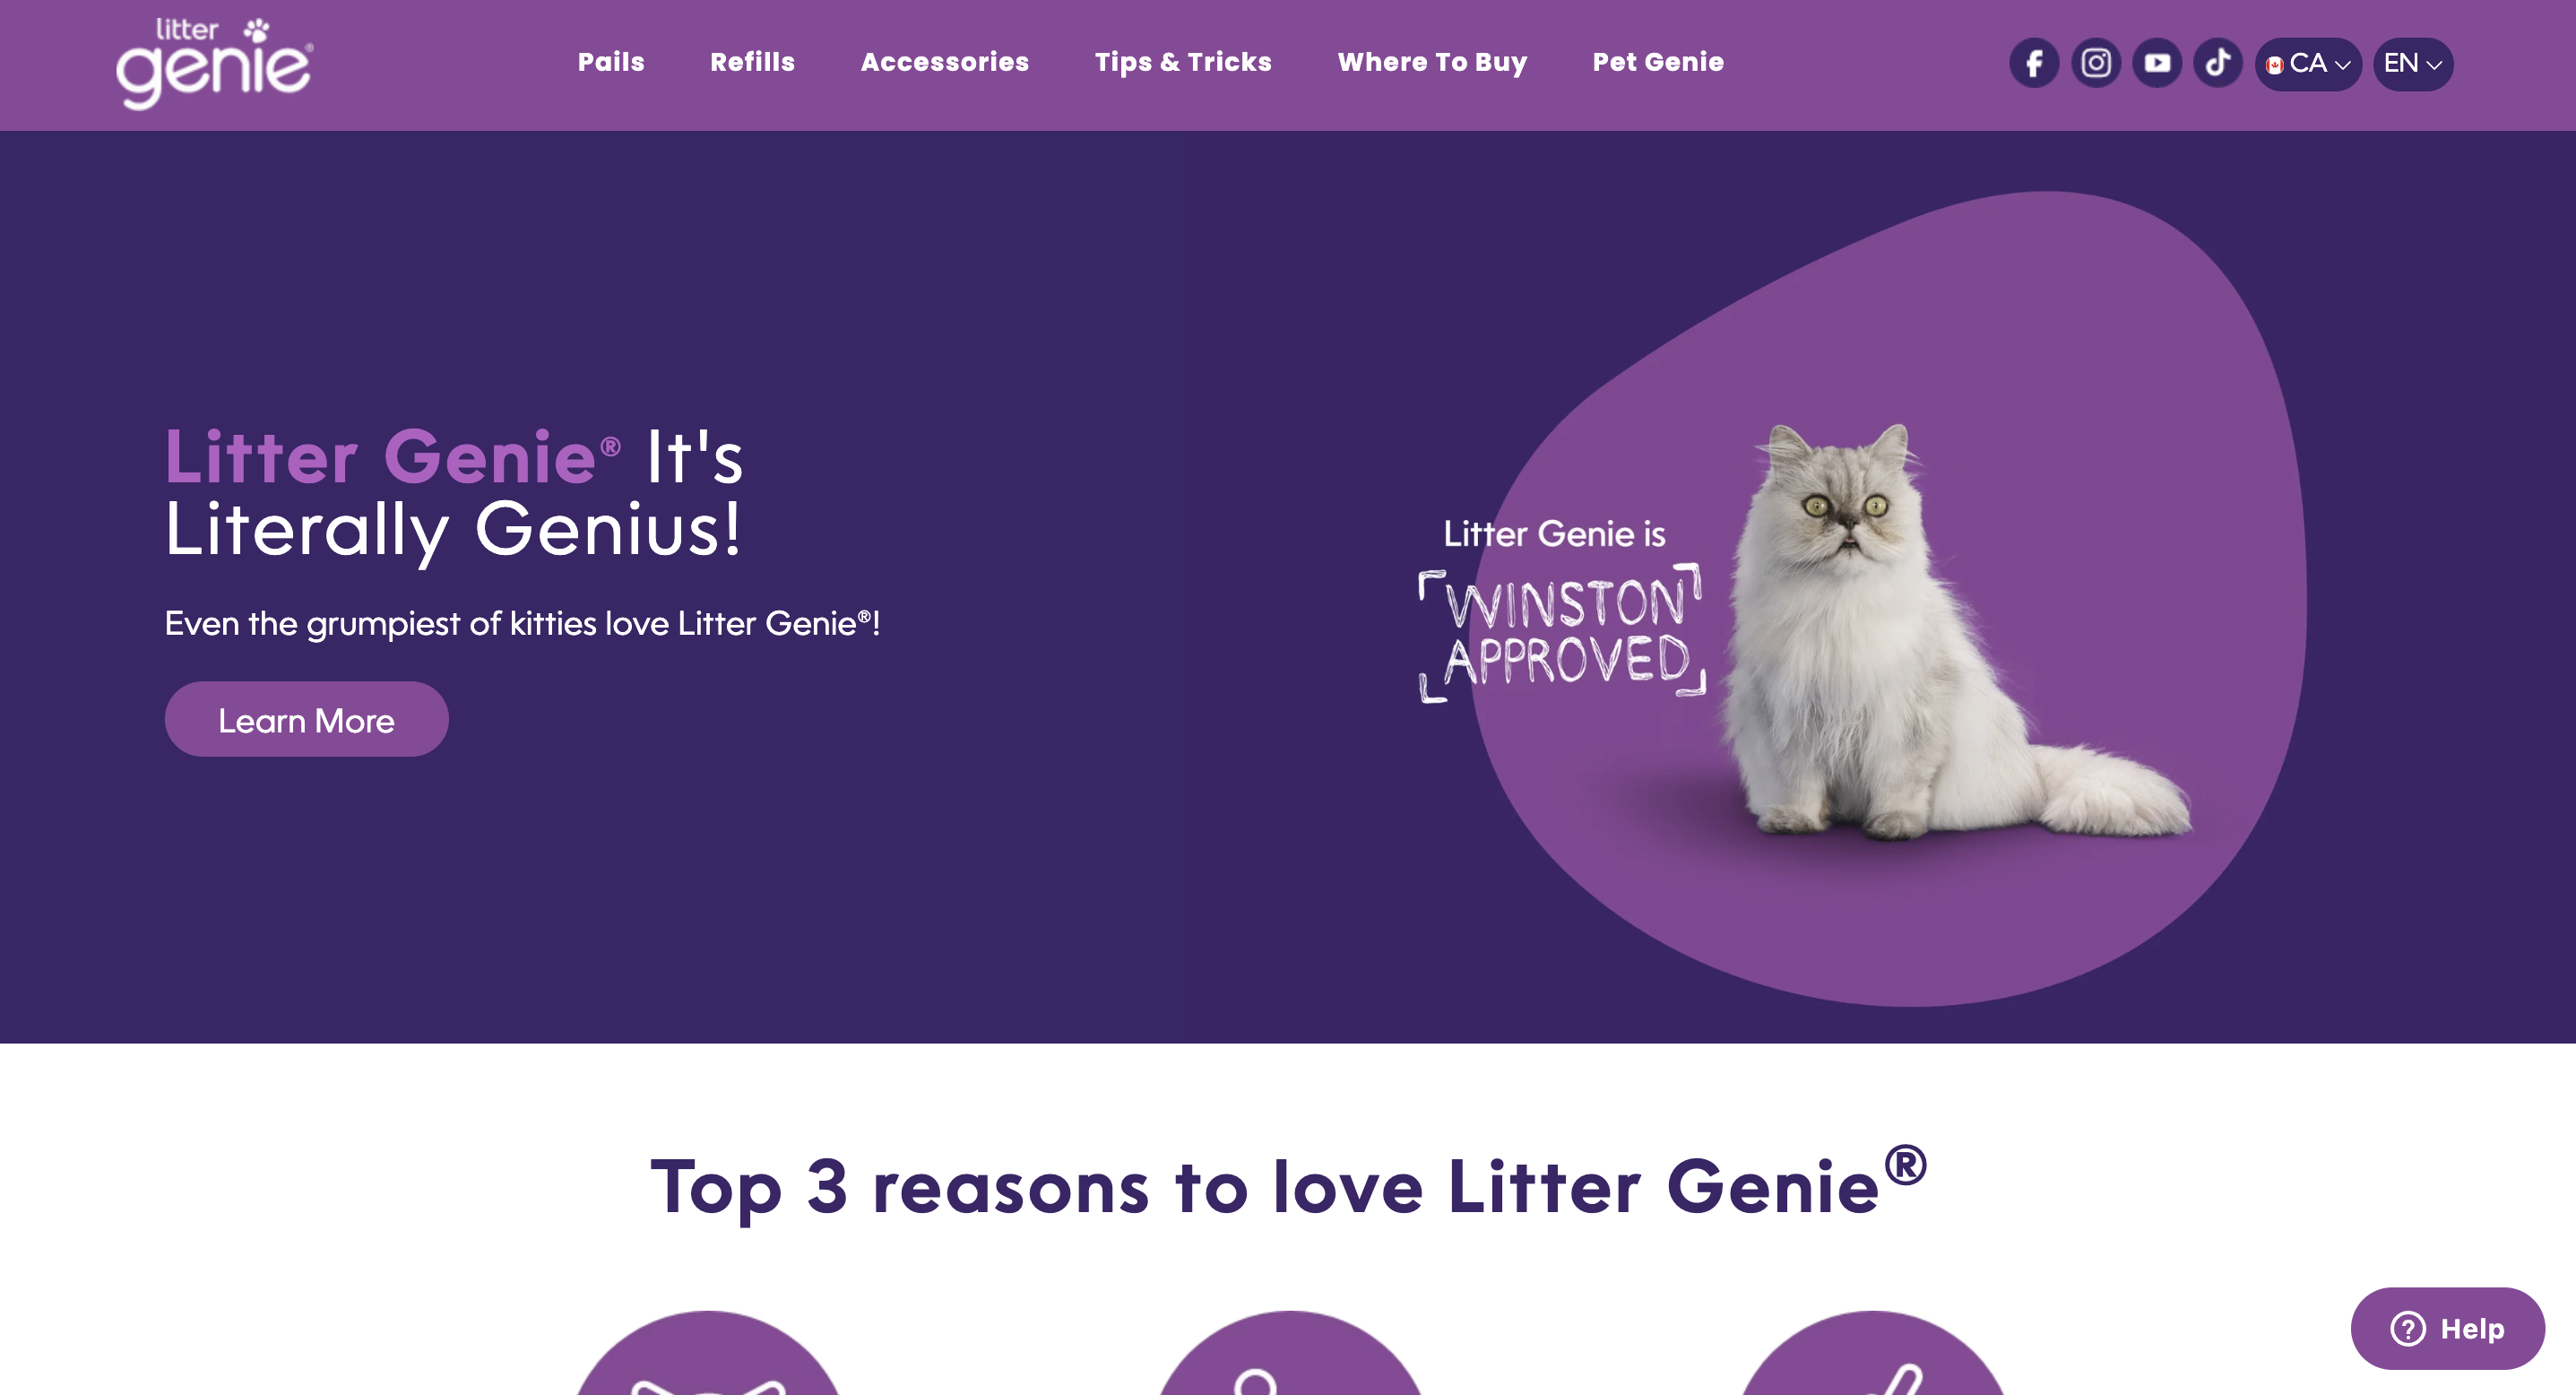 litter
genie®
Pails Refills Accessories Tips & Tricks Where To Buy Pet Genie
CA EN
Litter Genie® It's
Literally Genius!
Even the grumpiest of kitties love Litter Genie®!
Learn More
Litter Genie is
WINSTON
APPROVED
Top 3 reasons to love Litter Genie®
Help